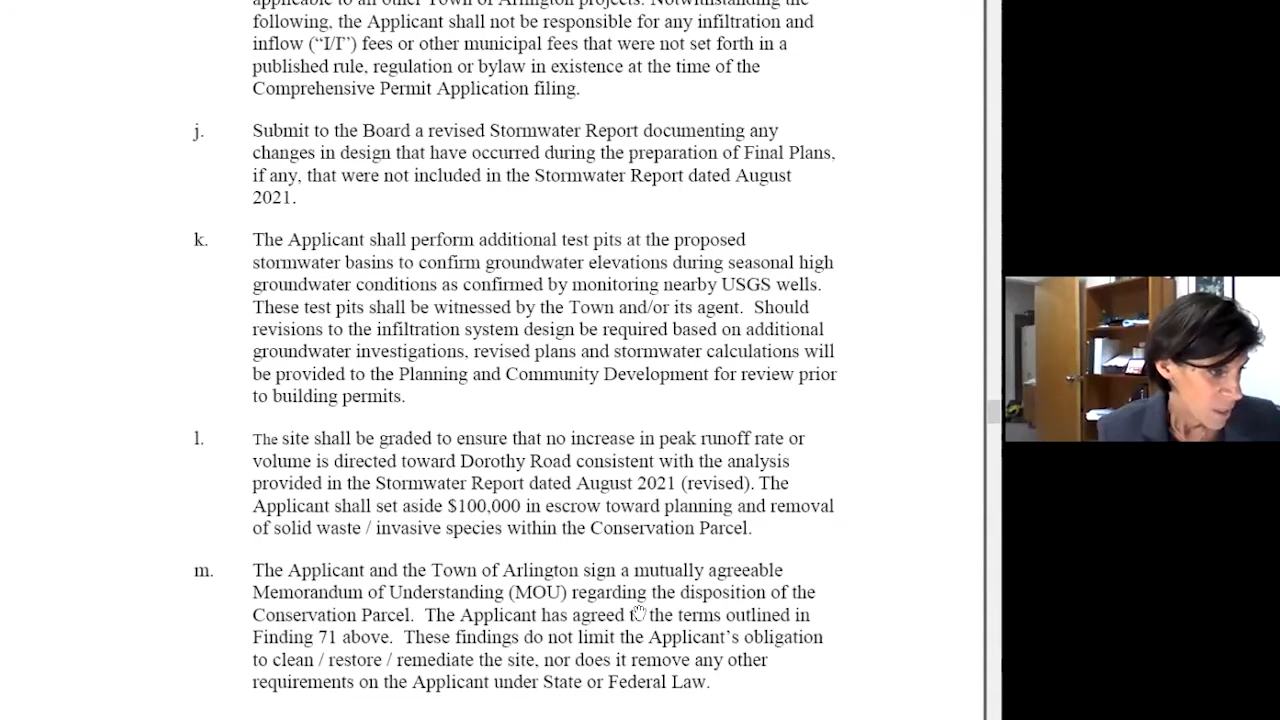 applicable to all other Town of Arlington projects. Notwithstanding the
following, the Applicant shall not be responsible for any infiltration and
inflow (“I/I”) fees or other municipal fees that were not set forth in a
published rule, regulation or bylaw in existence at the time of the
Comprehensive Permit Application filing.
j. Submit to the Board a revised Stormwater Report documenting any
changes in design that have occurred during the preparation of Final Plans,
if any, that were not included in the Stormwater Report dated August
2021.
k. The Applicant shall perform additional test pits at the proposed
stormwater basins to confirm groundwater elevations during seasonal high
groundwater conditions as confirmed by monitoring nearby USGS wells.
These test pits shall be witnessed by the Town and/or its agent. Should
revisions to the infiltration system design be required based on additional
groundwater investigations, revised plans and stormwater calculations will
be provided to the Planning and Community Development for review prior
to building permits.
l. The site shall be graded to ensure that no increase in peak runoff rate or
volume is directed toward Dorothy Road consistent with the analysis
provided in the Stormwater Report dated August 2021 (revised). The
Applicant shall set aside $100,000 in escrow toward planning and removal
of solid waste / invasive species within the Conservation Parcel.
m. The Applicant and the Town of Arlington sign a mutually agreeable
Memorandum of Understanding (MOU) regarding the disposition of the
Conservation Parcel. The Applicant has agreed to the terms outlined in
Finding 71 above. These findings do not limit the Applicant’s obligation
to clean / restore / remediate the site, nor does it remove any other
requirements on the Applicant under State or Federal Law.